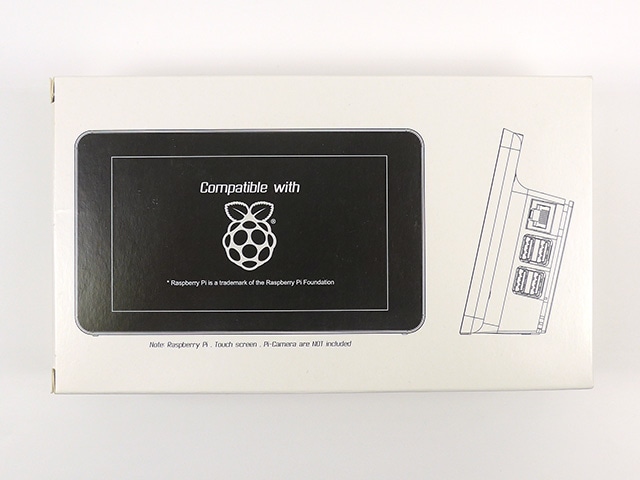 Compatible with
®
* Raspberry Pi is a trademark of the Raspberry Pi Foundation
Note: Raspberry Pi . Touch screen . Pi-Camera are NOT included